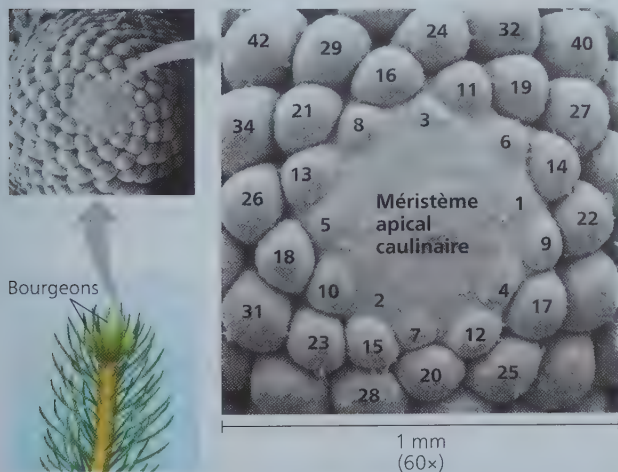 42 29 24 32 40
16 11 19
34 21 8 3 6 27
14
13
26 5 Méristème 1 22
apical
caulinaire 9
18
10 2 4 17
31
23 15 7 12
20 25
28
Bourgeons
1 mm
(60×)